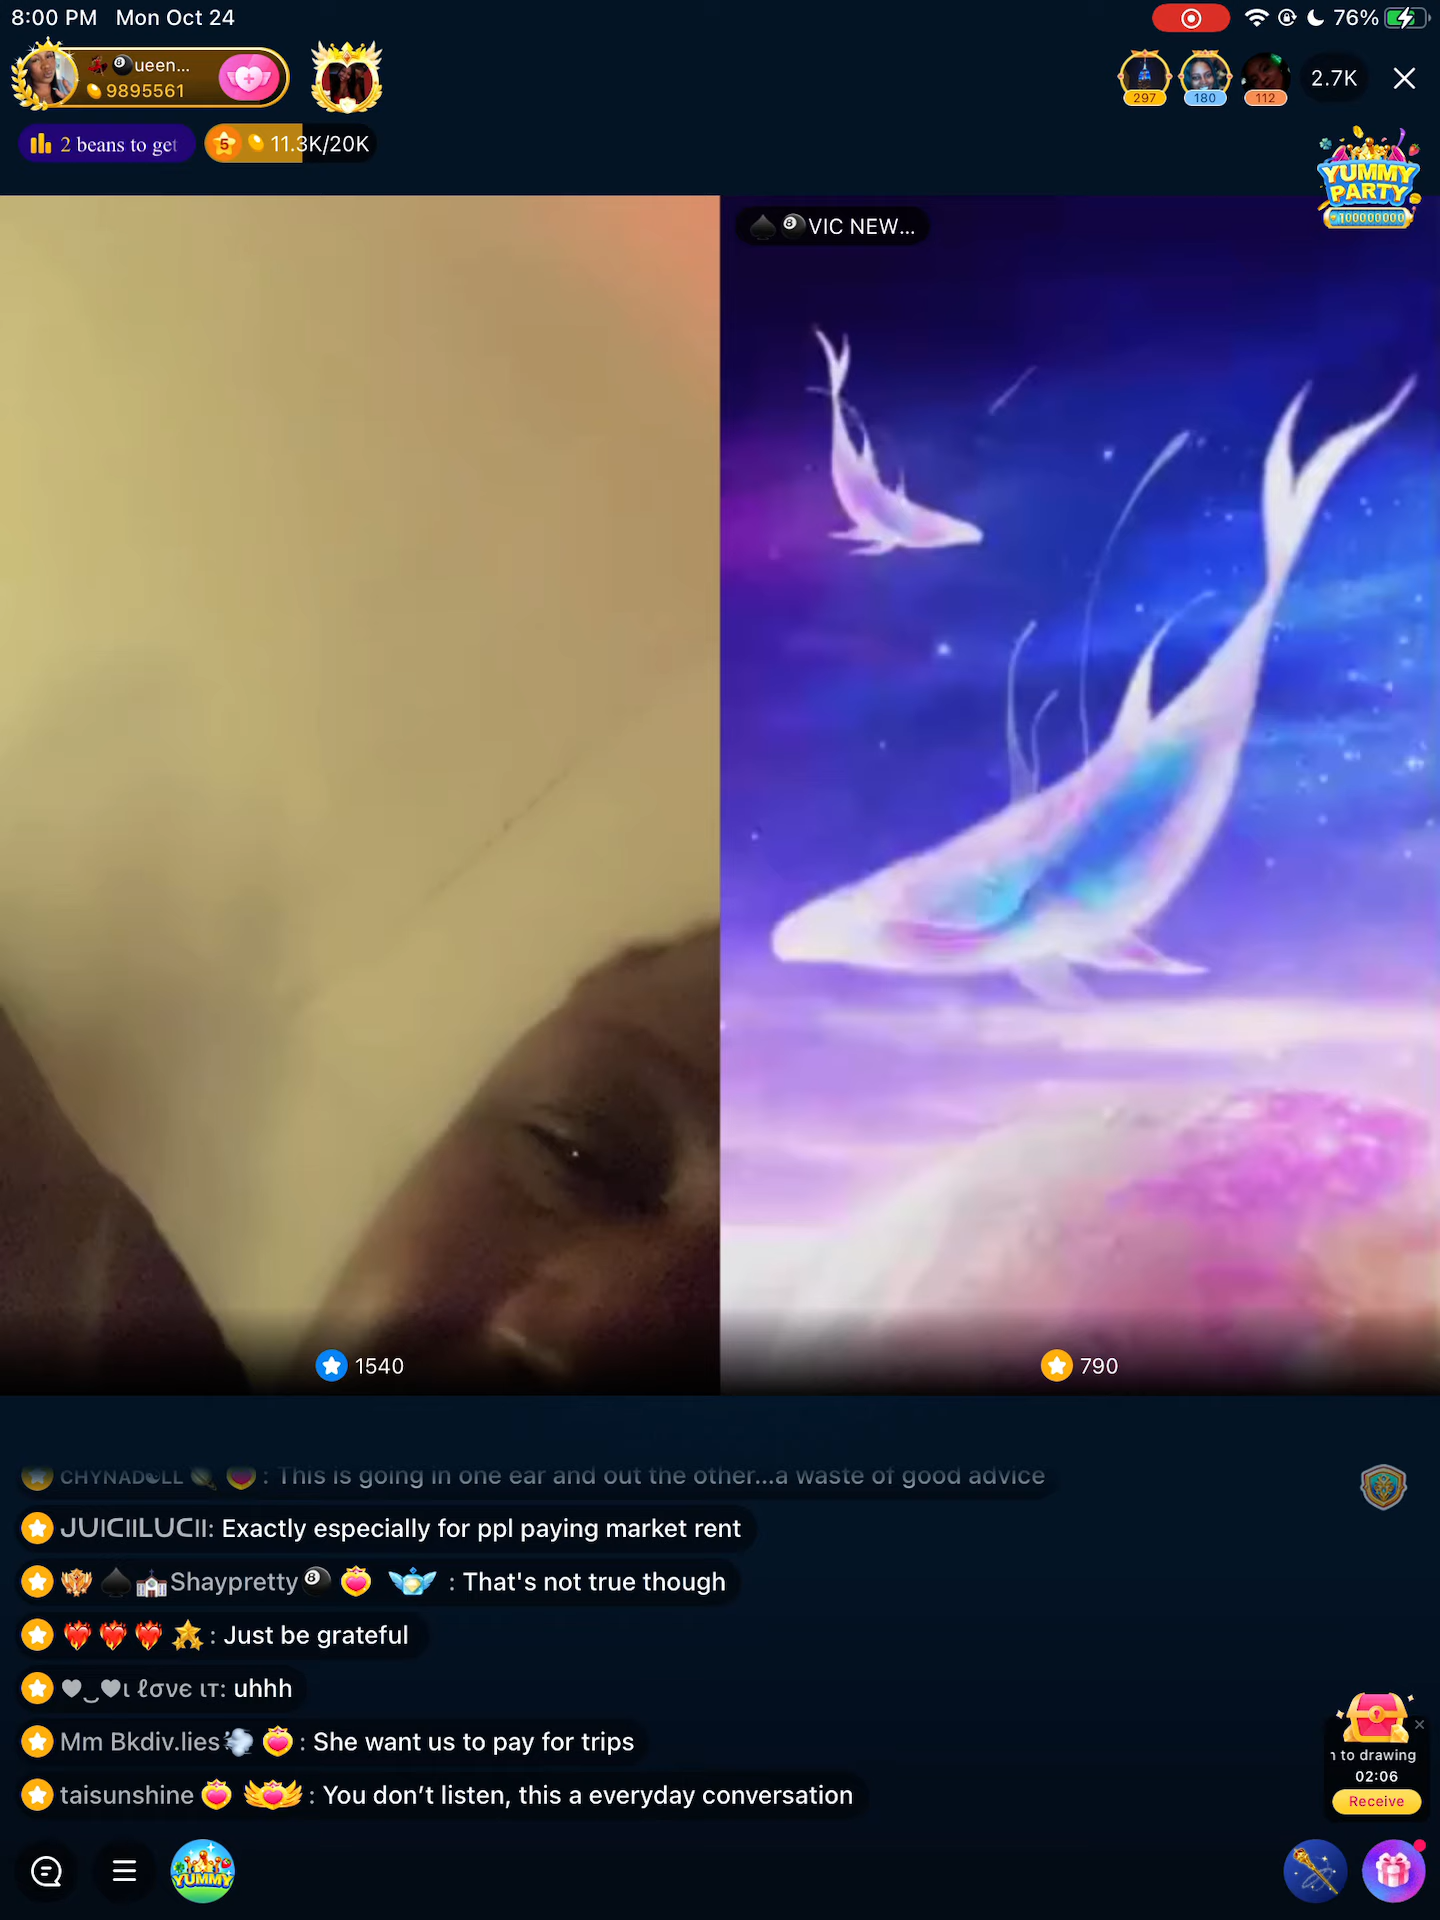 8:00 PM Mon Oct 24
76%
ueen...
9895561
297
180
112
2.7K
2 beans to get
5 11.3K/20K
YUMMY
PARTY
100000000
8 VIC NEW...
1540
790
CHYNAD☯LL : This is going in one ear and out the other...a waste of good advice
JUICIILUCII: Exactly especially for ppl paying market rent
Shaypretty : That's not true though
: Just be grateful
ι ℓσνє ιт: uhhh
Mm Bkdiv.lies : She want us to pay for trips
taisunshine : You don’t listen, this a everyday conversation
to drawing
02:06
Receive
YUMMY